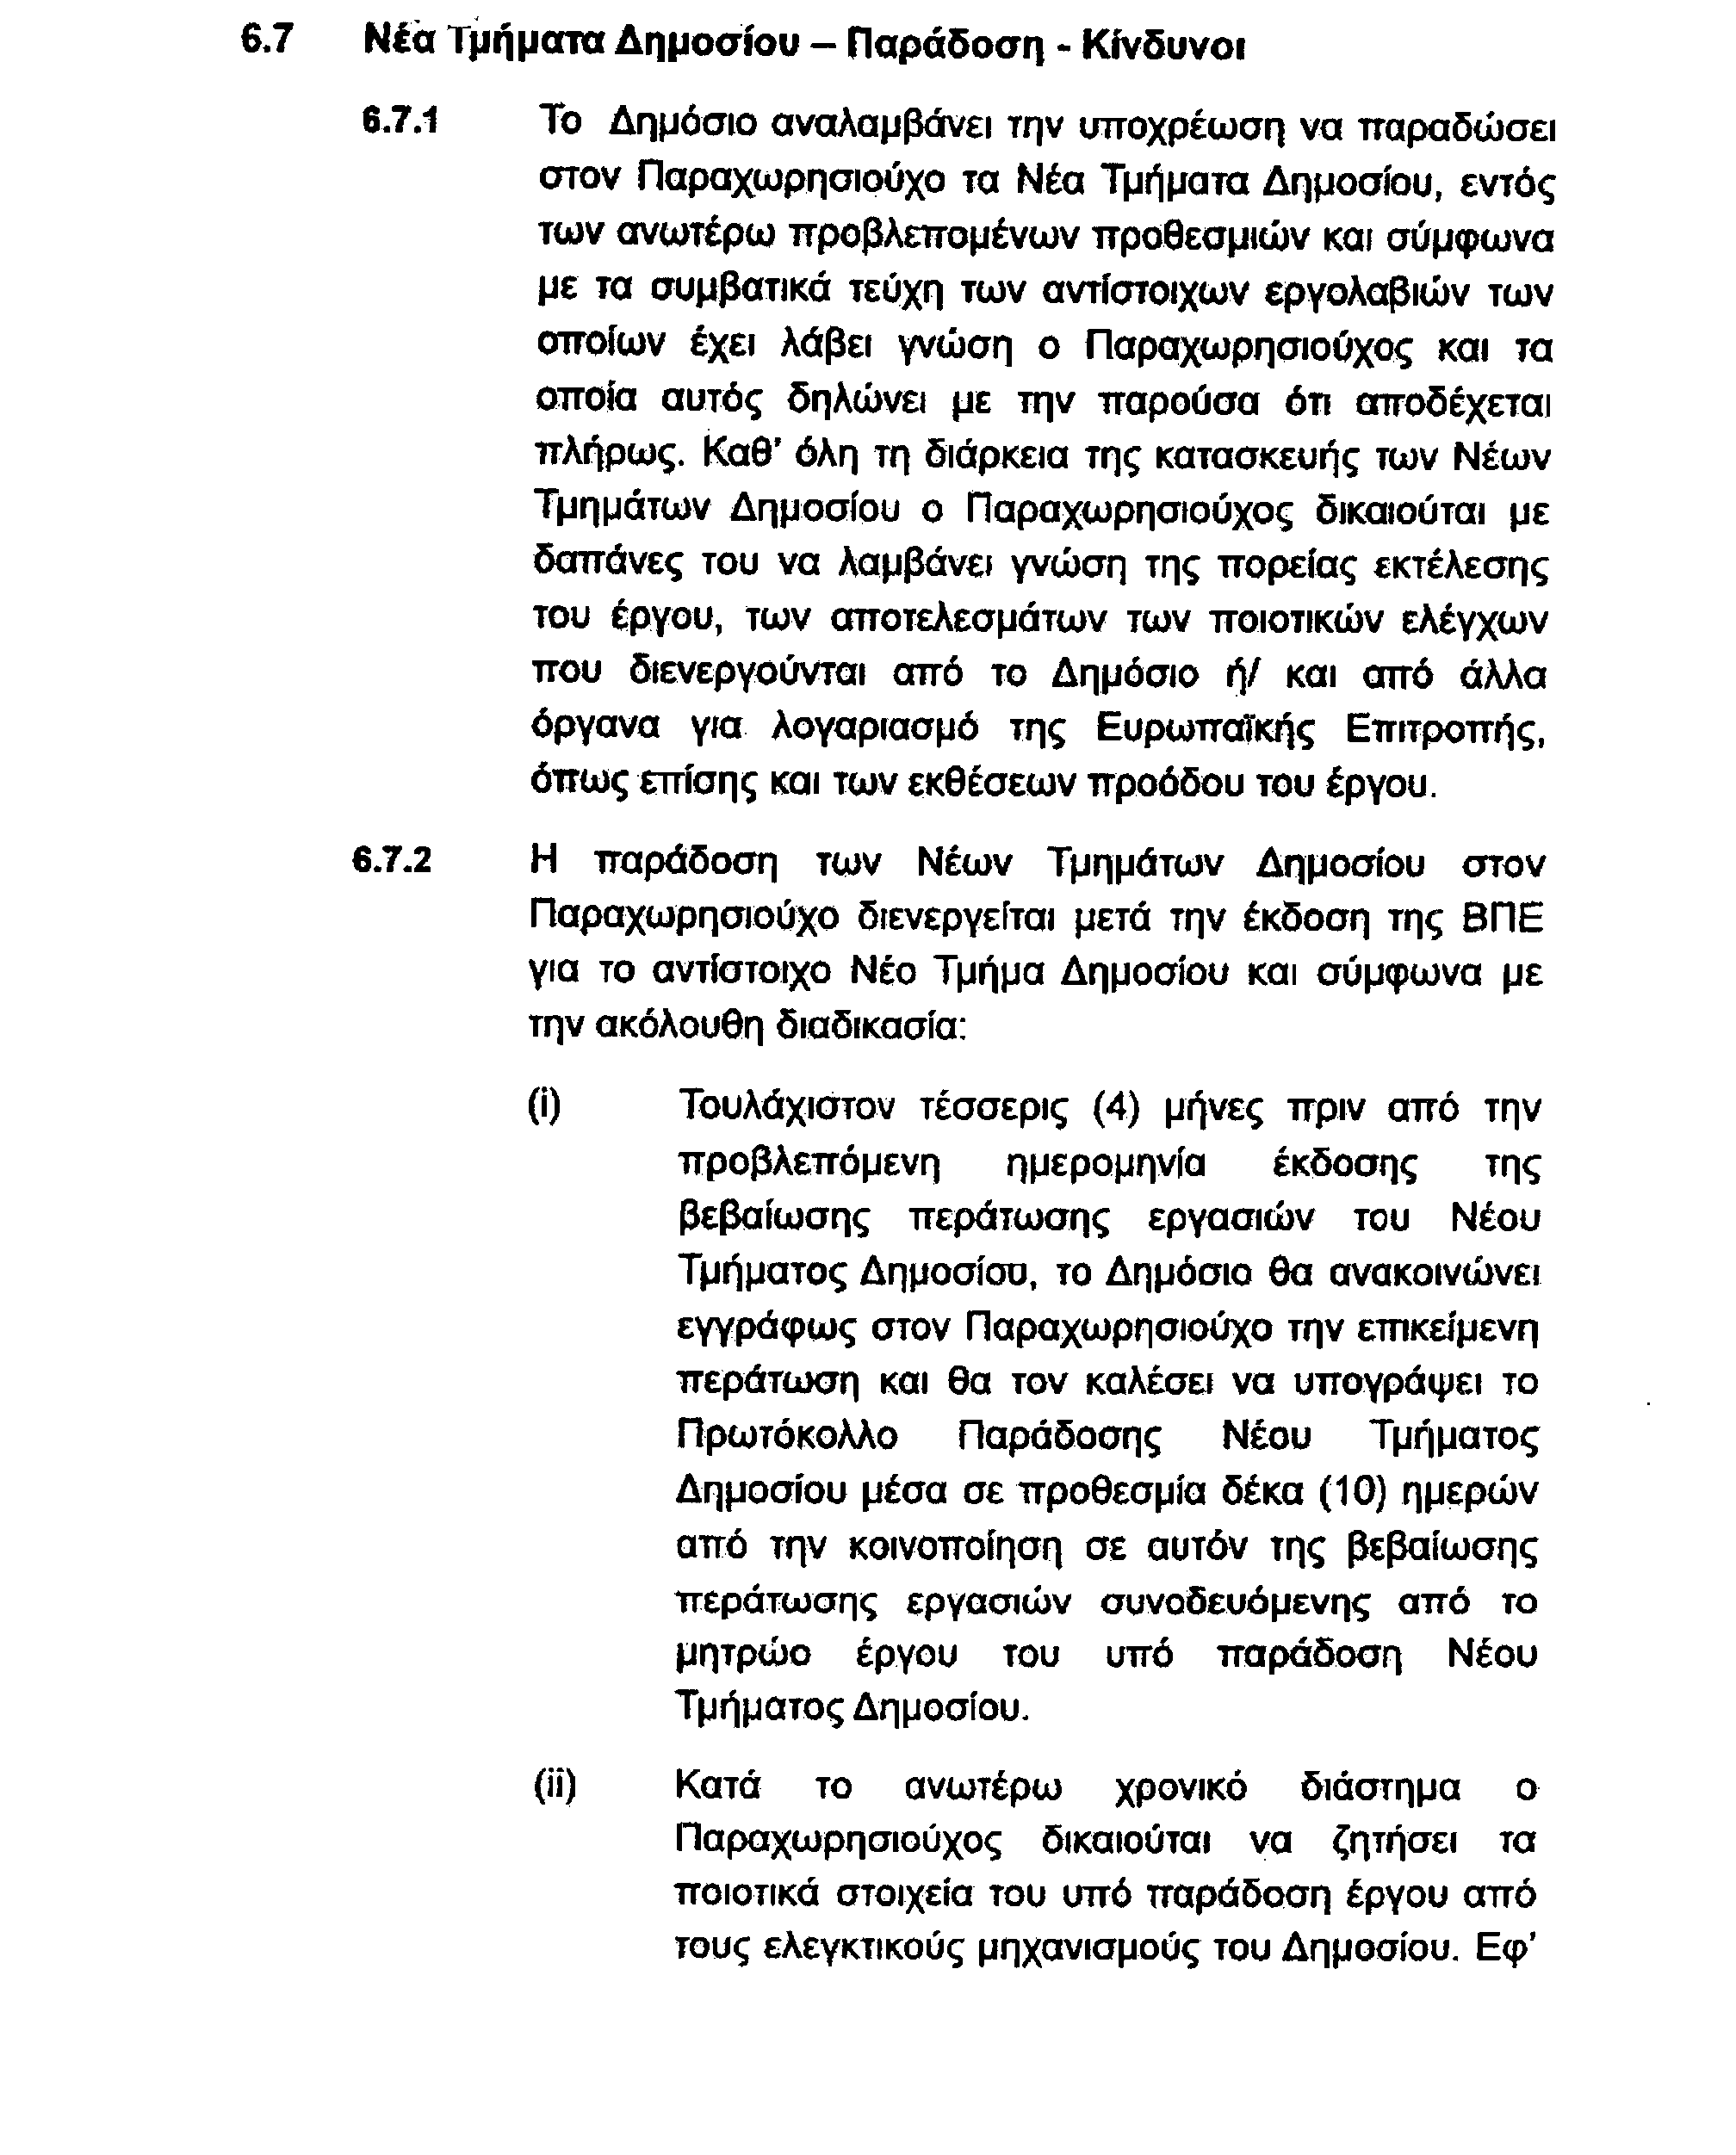 6.7 Νέα Τμήματα Δημοσίου – Παράδοση - Κίνδυνοι
6.7.1 Το Δημόσιο αναλαμβάνει την υποχρέωση να παραδώσει
στον Παραχωρησιούχο τα Νέα Τμήματα Δημοσίου, εντός
των ανωτέρω προβλεπομένων προθεσμιών και σύμφωνα
με τα συμβατικά τεύχη των αντίστοιχων εργολαβιών των
οποίων έχει λάβει γνώση ο Παραχωρησιούχος και τα
οποία αυτός δηλώνει με την παρούσα ότι αποδέχεται
πλήρως. Καθ' όλη τη διάρκεια της κατασκευής των Νέων
Τμημάτων Δημοσίου ο Παραχωρησιούχος δικαιούται με
δαπάνες του να λαμβάνει γνώση της πορείας εκτέλεσης
του έργου, των αποτελεσμάτων των ποιοτικών ελέγχων
που διενεργούνται από το Δημόσιο ή/ και από άλλα
όργανα για λογαριασμό της Ευρωπαϊκής Επιτροπής,
όπως επίσης και των εκθέσεων προόδου του έργου.
6.7.2 Η παράδοση των Νέων Τμημάτων Δημοσίου στον
Παραχωρησιούχο διενεργείται μετά την έκδοση της ΒΠΕ
για το αντίστοιχο Νέο Τμήμα Δημοσίου και σύμφωνα με
την ακόλουθη διαδικασία:
(i) Τουλάχιστον τέσσερις (4) μήνες πριν από την
προβλεπόμενη ημερομηνία έκδοσης της
βεβαίωσης περάτωσης εργασιών του Νέου
Τμήματος Δημοσίου, το Δημόσιο θα ανακοινώνει
εγγράφως στον Παραχωρησιούχο την επικείμενη
περάτωση και θα τον καλέσει να υπογράψει το
Πρωτόκολλο Παράδοσης Νέου Τμήματος
Δημοσίου μέσα σε προθεσμία δέκα (10) ημερών
από την κοινοποίηση σε αυτόν της βεβαίωσης
περάτωσης εργασιών συνοδευόμενης από το
μητρώο έργου του υπό παράδοση Νέου
Τμήματος Δημοσίου.
(ii) Κατά το ανωτέρω χρονικό διάστημα ο
Παραχωρησιούχος δικαιούται να ζητήσει τα
ποιοτικά στοιχεία του υπό παράδοση έργου από
τους ελεγκτικούς μηχανισμούς του Δημοσίου. Εφ'